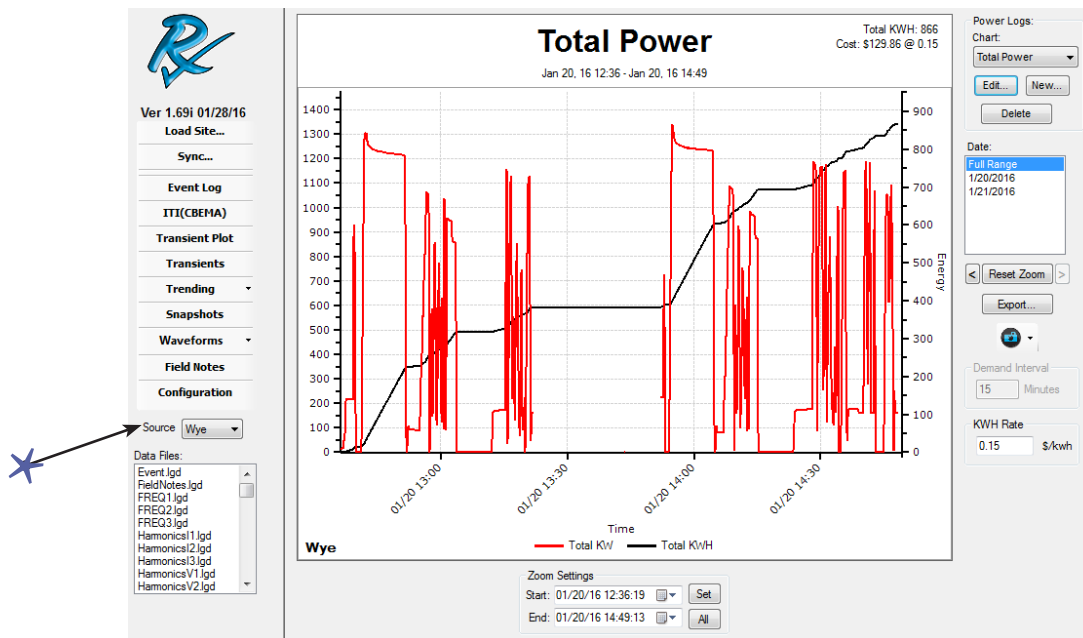 Rx
Ver 1.69i 01/28/16
Load Site...
Sync...
Event Log
ITI(CBEMA)
Transient Plot
Transients
Trending
Snapshots
Waveforms
Field Notes
Configuration
Source Wye
Data Files:
Event.lgd
FieldNotes.lgd
FREQ1.lgd
FREQ2.lgd
FREQ3.lgd
HarmonicsI1.lgd
HarmonicsI2.lgd
HarmonicsI3.lgd
HarmonicsV1.lgd
HarmonicsV2.lgd
Total Power
Total KWH: 866
Cost: $129.86 @ 0.15
Jan 20, 16 12:36 - Jan 20, 16 14:49
1400
1300
1200
1100
1000
900
800
700
600
500
400
300
200
100
0
900
800
700
600
500
400
300
200
100
0
Energy
01/20 13:00
01/20 13:30
01/20 14:00
01/20 14:30
Time
Wye
Total KW
Total KWH
Zoom Settings
Start: 01/20/16 12:36:19 Set
End: 01/20/16 14:49:13 All
Power Logs:
Chart:
Total Power
Edit... New...
Delete
Date:
Full Range
1/20/2016
1/21/2016
< Reset Zoom >
Export...
Demand Interval
15 Minutes
KWH Rate
0.15 $/kwh